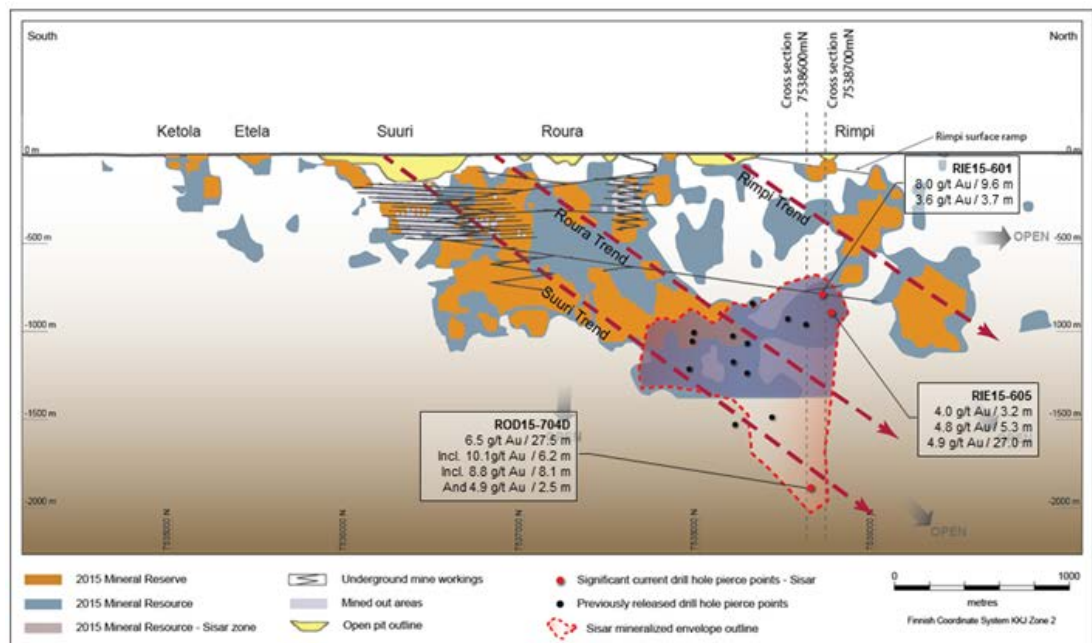 South
North
Cross section
7538600mN
Cross section
7538700mN
Ketola
Etela
Suuri
Roura
Rimpi
Rimpi surface ramp
0 m
0 m
RIE15-601
8.0 g/t Au / 9.6 m
3.6 g/t Au / 3.7 m
Rimpi Trend
Roura Trend
Suuri Trend
OPEN
-500 m
-500 m
-1000 m
-1000 m
RIE15-605
4.0 g/t Au / 3.2 m
4.8 g/t Au / 5.3 m
4.9 g/t Au / 27.0 m
ROD15-704D
6.5 g/t Au / 27.5 m
Incl. 10.1g/t Au / 6.2 m
Incl. 8.8 g/t Au / 8.1 m
And 4.9 g/t Au / 2.5 m
-1500 m
-1500 m
-2000 m
-2000 m
OPEN
7535000 N
7536000 N
7537000 N
7538000 N
7539000 N
2015 Mineral Reserve
2015 Mineral Resource
2015 Mineral Resource - Sisar zone
Underground mine workings
Mined out areas
Open pit outline
Significant current drill hole pierce points - Sisar
Previously released drill hole pierce points
Sisar mineralized envelope outline
0
1000
metres
Finnish Coordinate System KKJ Zone 2